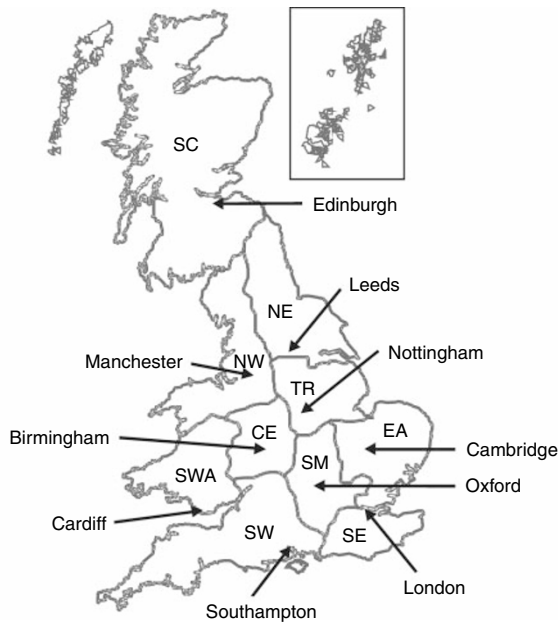 SC
Edinburgh
Leeds
NE
Nottingham
Manchester
NW
TR
Birmingham
CE
EA
Cambridge
SM
SWA
Oxford
Cardiff
SW
SE
London
Southampton